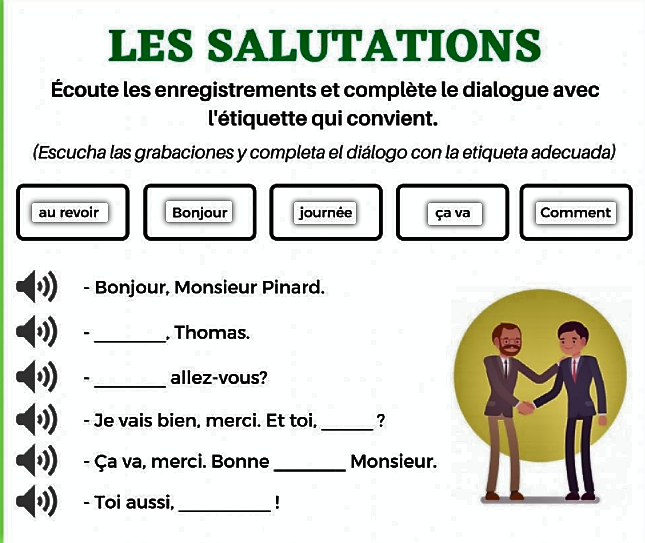 LES SALUTATIONS
Écoute les enregistrements et complète le dialogue avec
l'étiquette qui convient.
(Escucha las grabaciones y completa el diálogo con la etiqueta adecuada)
au revoir
Bonjour
journée
ça va
Comment
- Bonjour, Monsieur Pinard.
- _______, Thomas.
- _______ allez-vous?
- Je vais bien, merci. Et toi, _____ ?
- Ça va, merci. Bonne _______ Monsieur.
- Toi aussi, _________ !